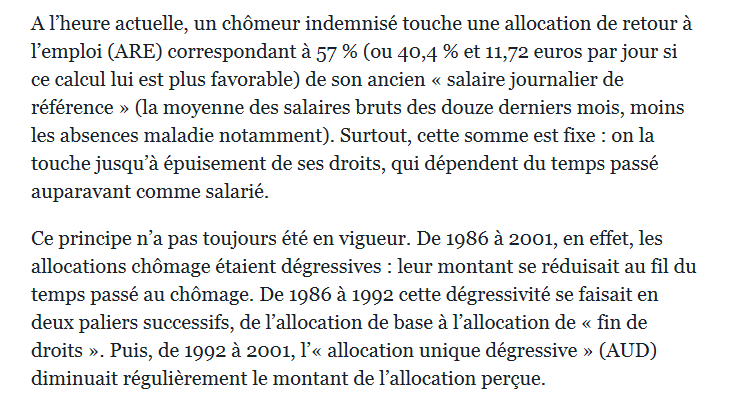 A l’heure actuelle, un chômeur indemnisé touche une allocation de retour à
l’emploi (ARE) correspondant à 57 % (ou 40,4 % et 11,72 euros par jour si
ce calcul lui est plus favorable) de son ancien « salaire journalier de
référence » (la moyenne des salaires bruts des douze derniers mois, moins
les absences maladie notamment). Surtout, cette somme est fixe : on la
touche jusqu’à épuisement de ses droits, qui dépendent du temps passé
auparavant comme salarié.
Ce principe n’a pas toujours été en vigueur. De 1986 à 2001, en effet, les
allocations chômage étaient dégressives : leur montant se réduisait au fil du
temps passé au chômage. De 1986 à 1992 cette dégressivité se faisait en
deux paliers successifs, de l’allocation de base à l’allocation de « fin de
droits ». Puis, de 1992 à 2001, l’« allocation unique dégressive » (AUD)
diminuait régulièrement le montant de l’allocation perçue.